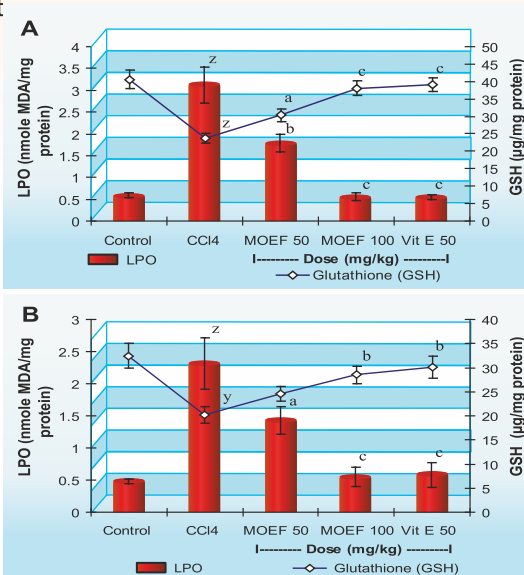 t
A
4
3.5
3
2.5
2
1.5
1
0.5
0
LPO (nmole MDA/mg
protein)
50
45
40
35
30
25
20
15
10
5
0
GSH (µg/mg protein)
z
z
a
b
c
c
c
c
Control CCl4 MOEF 50 MOEF 100 Vit E 50
I--------- Dose (mg/kg) ---------I
LPO
Glutathione (GSH)
B
3
2.5
2
1.5
1
0.5
0
LPO (nmole MDA/mg
protein)
40
35
30
25
20
15
10
5
0
GSH (µg/mg protein)
z
y
a
b
b
c
c
Control CCl4 MOEF 50 MOEF 100 Vit E 50
I--------- Dose (mg/kg) ---------I
LPO
Glutathione (GSH)